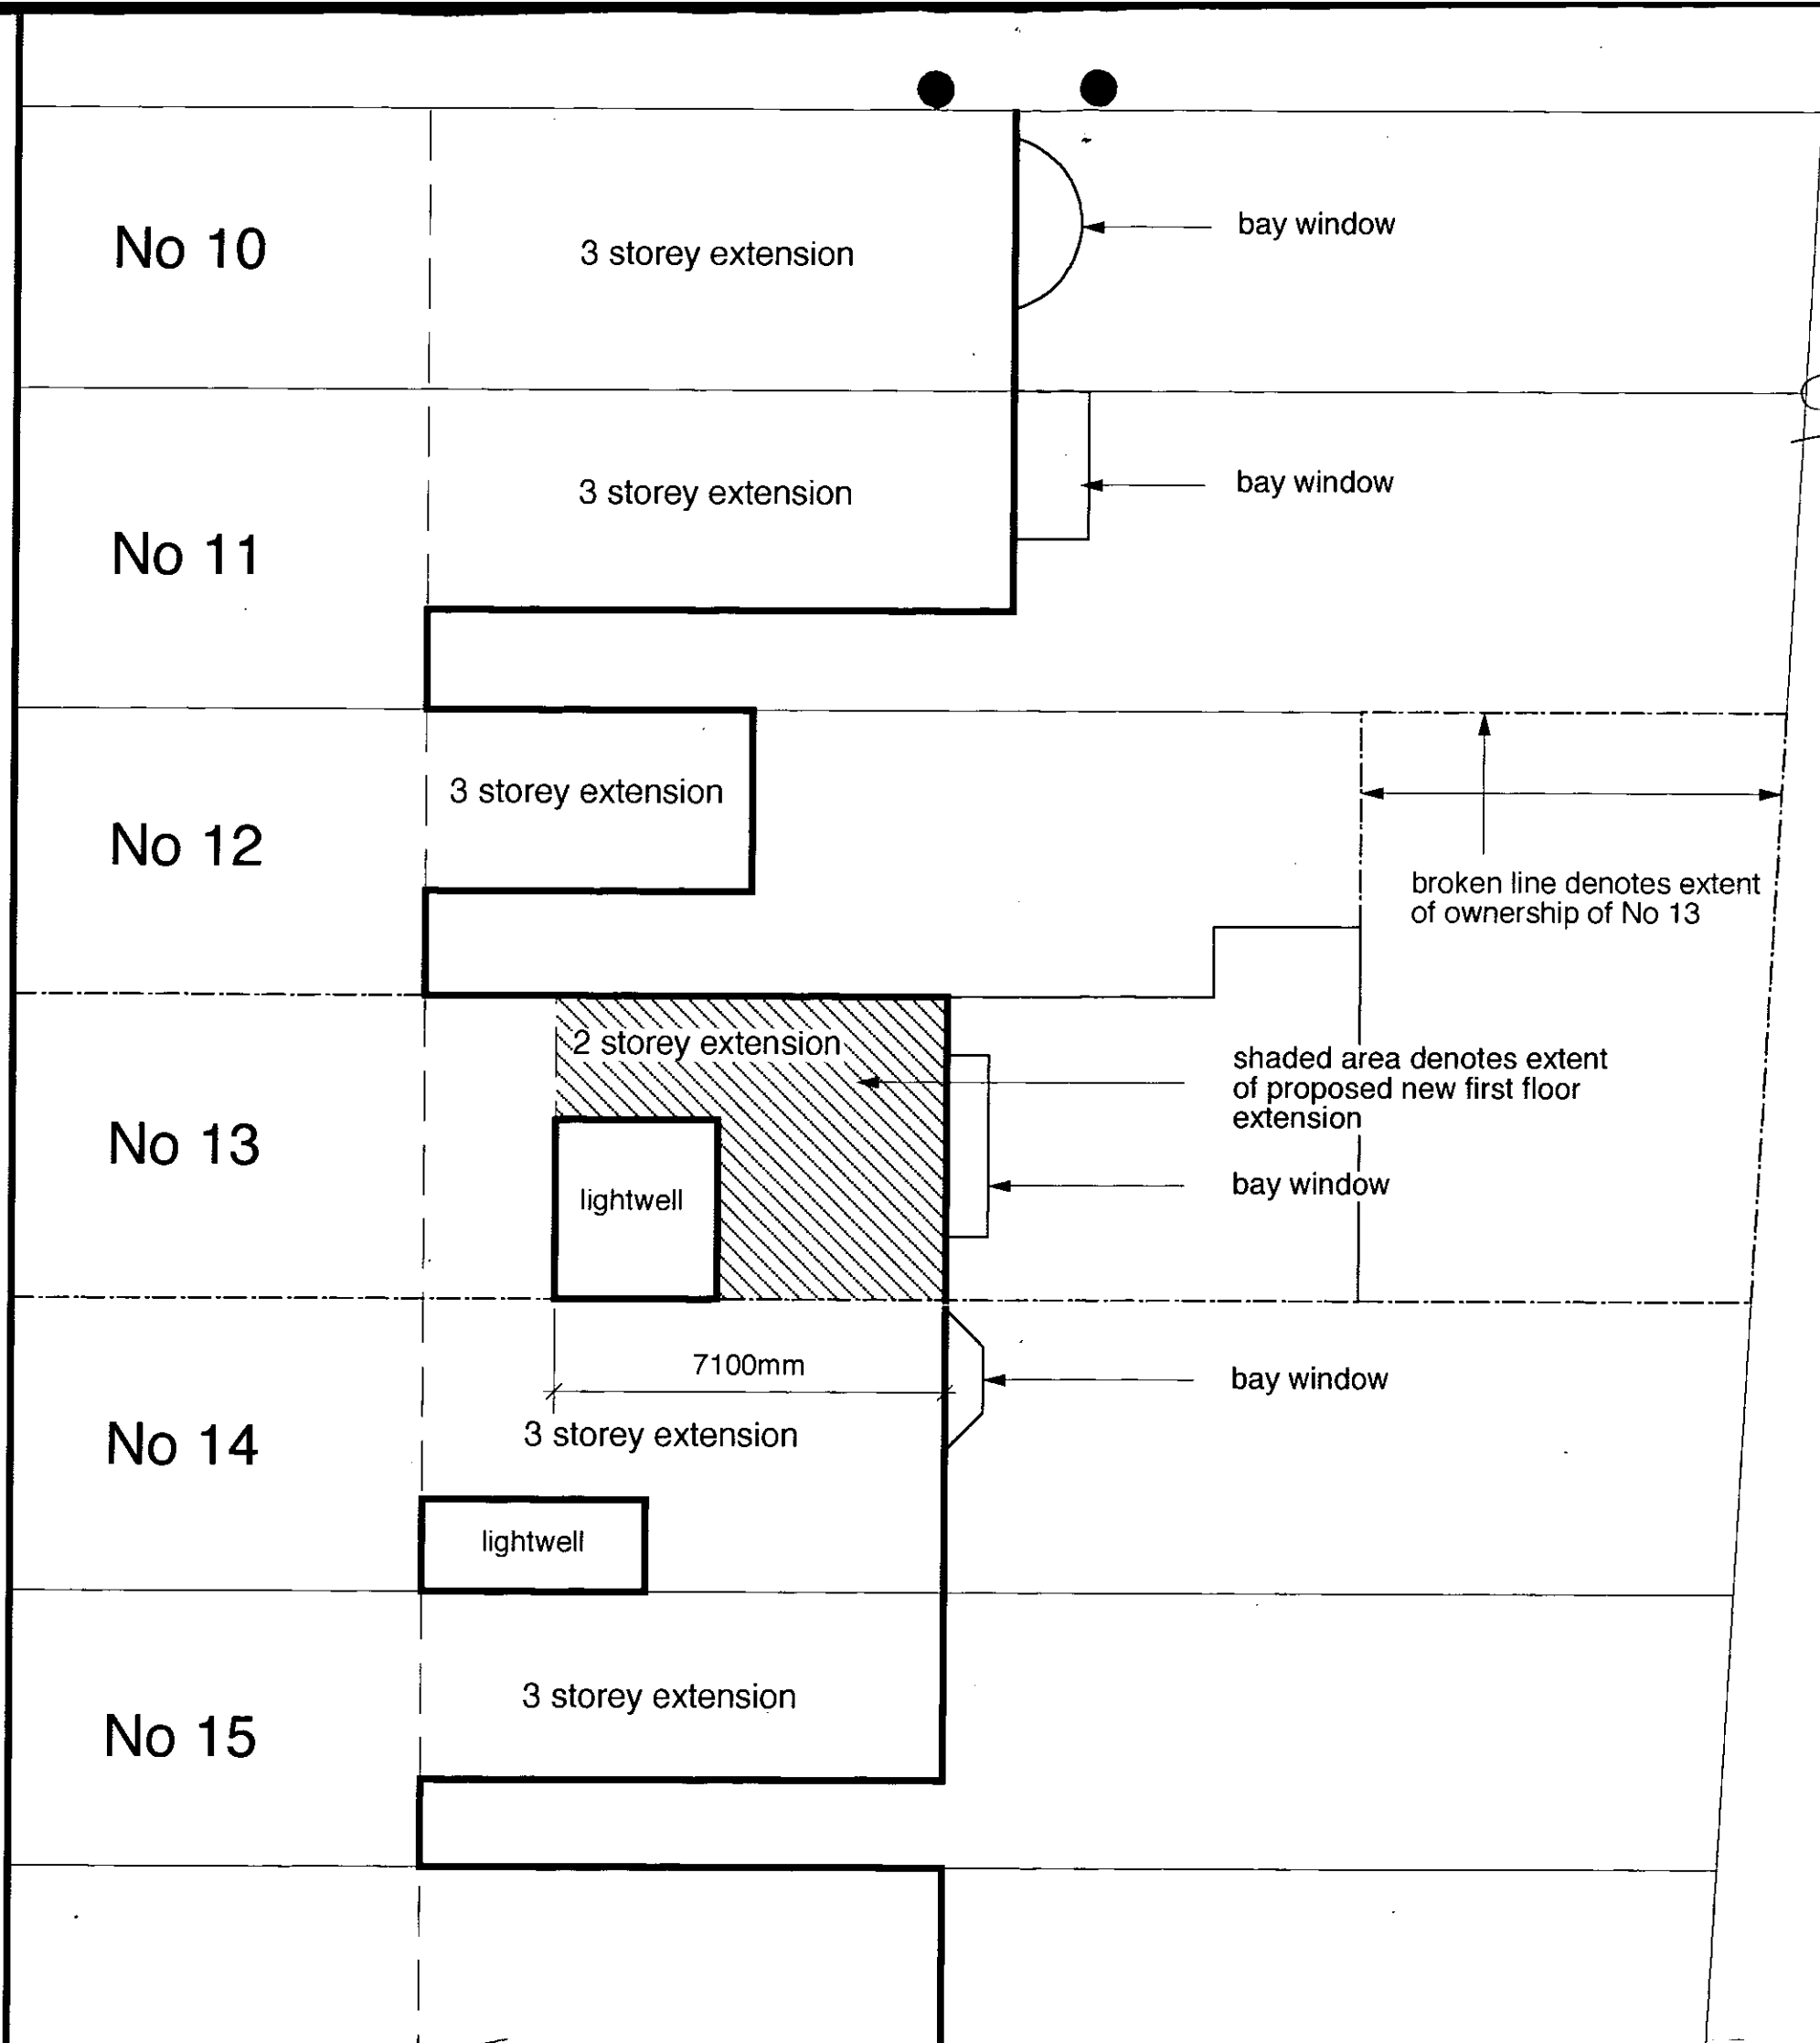 No 10
3 storey extension
bay window
3 storey extension
bay window
No 11
3 storey extension
No 12
broken line denotes extent
of ownership of No 13
2 storey extension
shaded area denotes extent
of proposed new first floor
extension
No 13
lightwell
bay window
7100mm
bay window
3 storey extension
No 14
lightwell
3 storey extension
No 15